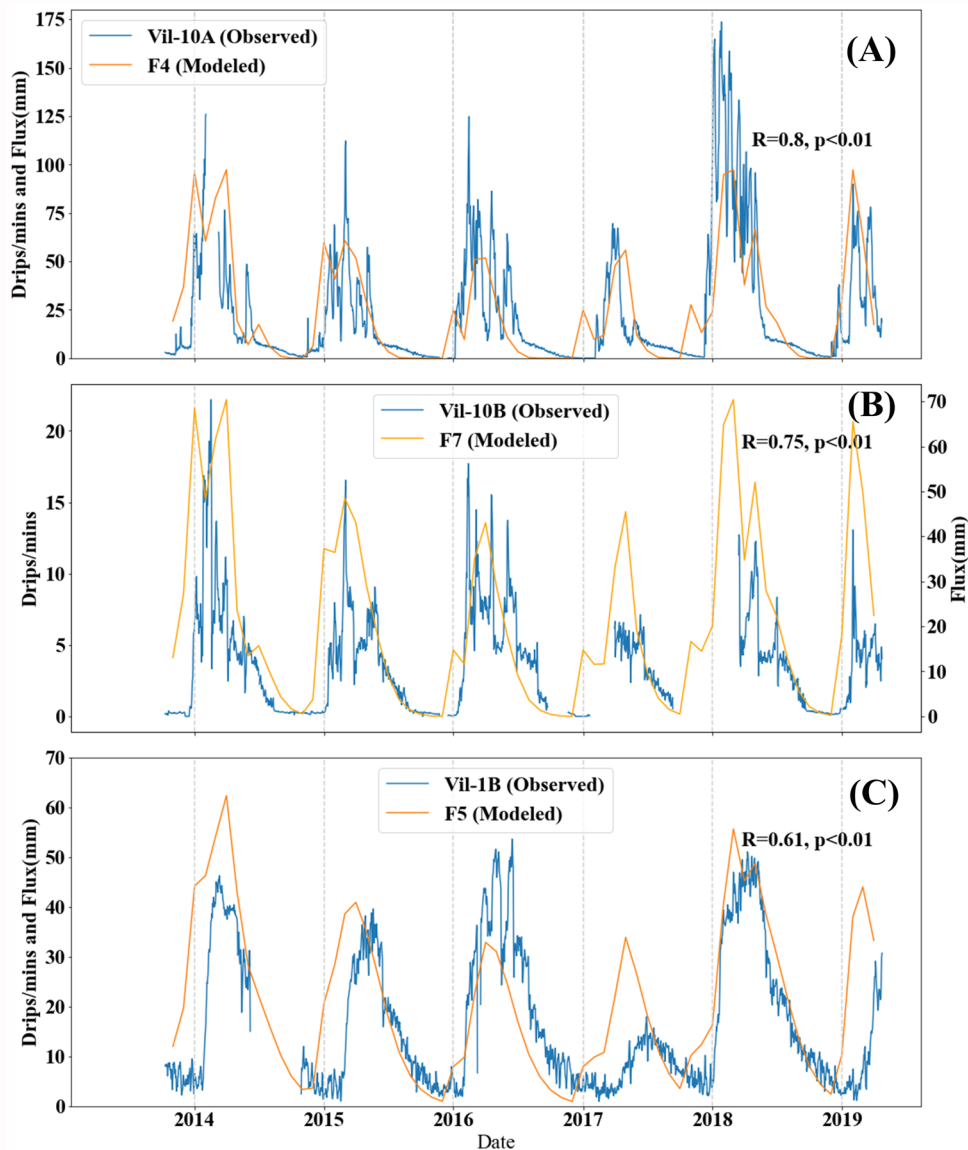 Vil-10A (Observed)
F4 (Modeled)
(A)
R=0.8, p<0.01
Drips/mins and Flux(mm)
175
150
125
100
75
50
25
0
Vil-10B (Observed)
F7 (Modeled)
(B)
R=0.75, p<0.01
Drips/mins
20
15
10
5
0
Flux(mm)
70
60
50
40
30
20
10
0
Vil-1B (Observed)
F5 (Modeled)
(C)
R=0.61, p<0.01
Drips/mins and Flux(mm)
70
60
50
40
30
20
10
0
2014 2015 2016 2017 2018 2019
Date